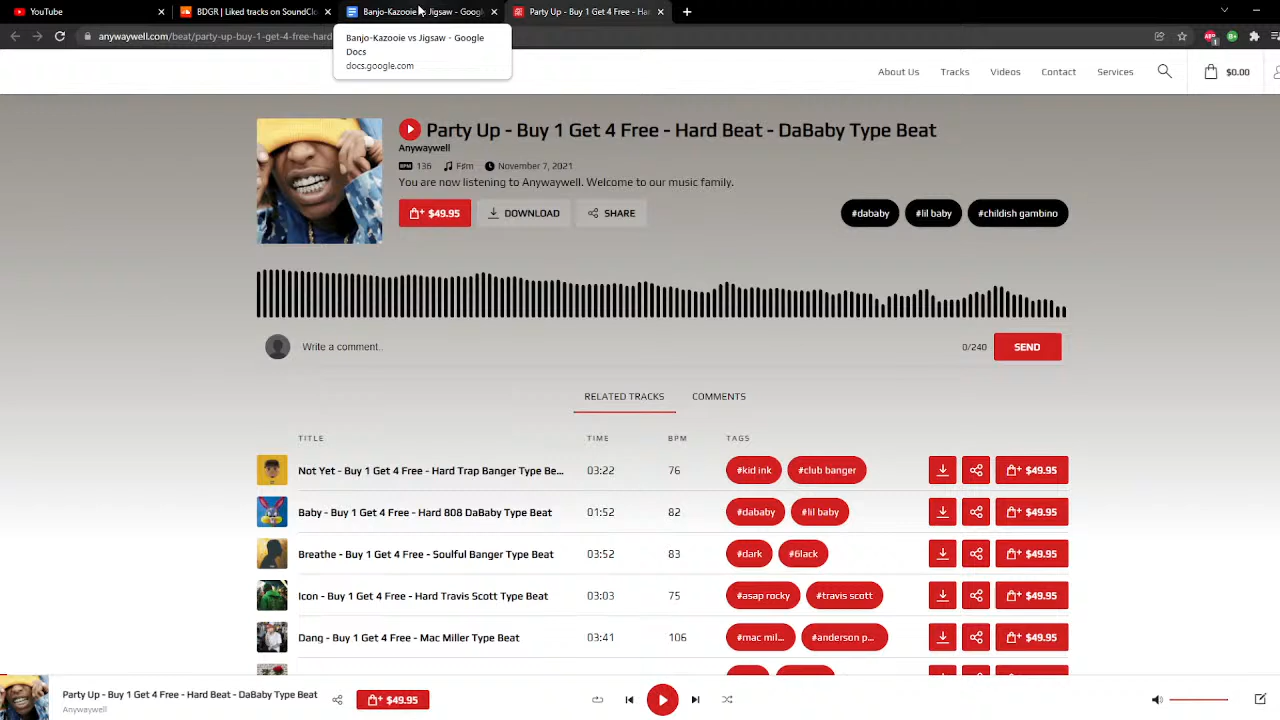 YouTube
BDGR | Liked tracks on SoundClo
Banjo-Kazooie vs Jigsaw - Googl
Party Up - Buy 1 Get 4 Free - Har
anywaywell.com/beat/party-up-buy-1-get-4-free-hard
Banjo-Kazooie vs Jigsaw - Google
Docs
docs.google.com
About Us
Tracks
Videos
Contact
Services
$0.00
Party Up - Buy 1 Get 4 Free - Hard Beat - DaBaby Type Beat
Anywaywell
BPM 136 F♯m November 7, 2021
You are now listening to Anywaywell. Welcome to our music family.
$49.95 DOWNLOAD SHARE
#dababy #lil baby #childish gambino
Write a comment..
0/240 SEND
RELATED TRACKS COMMENTS
TITLE TIME BPM TAGS
Not Yet - Buy 1 Get 4 Free - Hard Trap Banger Type Be... 03:22 76 #kid ink #club banger $49.95
Baby - Buy 1 Get 4 Free - Hard 808 DaBaby Type Beat 01:52 82 #dababy #lil baby $49.95
Breathe - Buy 1 Get 4 Free - Soulful Banger Type Beat 03:52 83 #dark #6lack $49.95
Icon - Buy 1 Get 4 Free - Hard Travis Scott Type Beat 03:03 75 #asap rocky #travis scott $49.95
Dang - Buy 1 Get 4 Free - Mac Miller Type Beat 03:41 106 #mac mil... #anderson p... $49.95
Party Up - Buy 1 Get 4 Free - Hard Beat - DaBaby Type Beat
Anywaywell
$49.95